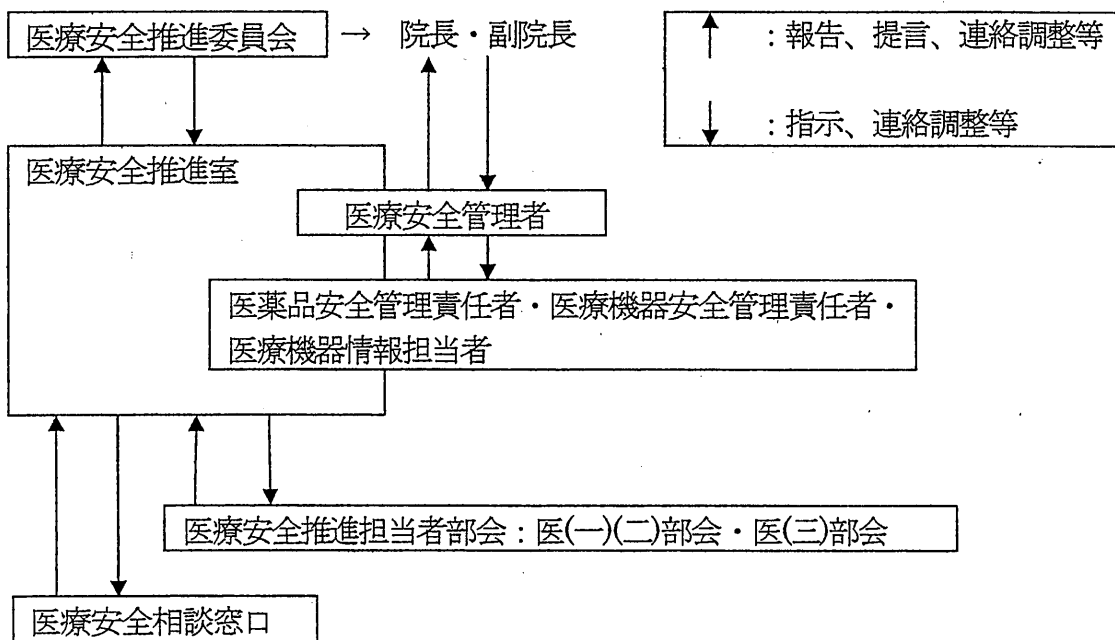 医療安全推進委員会 → 院長・副院長
：報告、提言、連絡調整等
：指示、連絡調整等
医療安全推進室
医療安全管理者
医薬品安全管理責任者・医療機器安全管理責任者・
医療機器情報担当者
医療安全推進担当者部会：医(一)(二)部会・医(三)部会
医療安全相談窓口